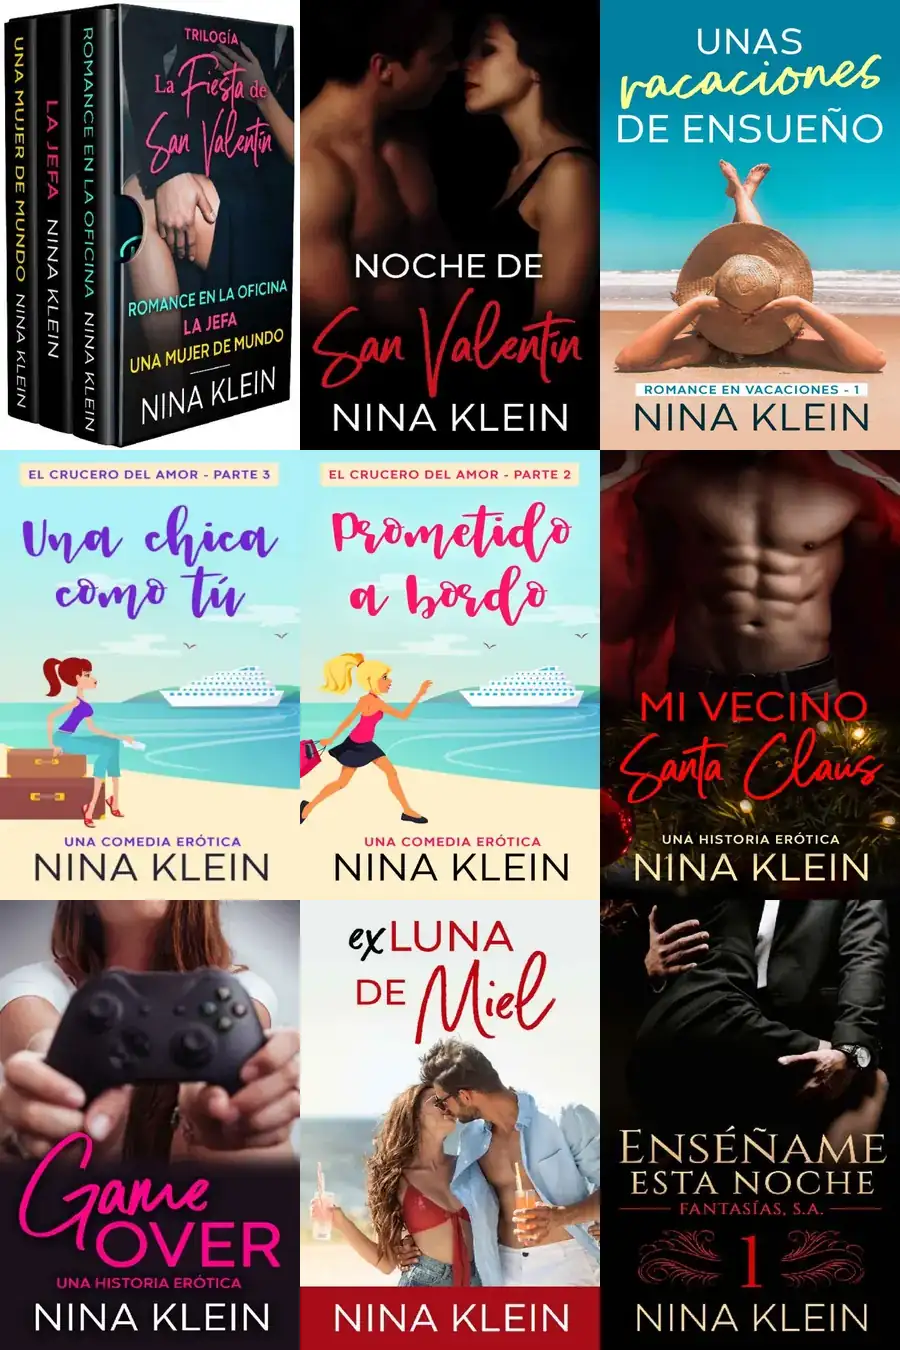 UNA MUJER DE MUNDO NINA KLEIN
LA JEFA NINA KLEIN
ROMANCE EN LA OFICINA NINA KLEIN
TRILOGÍA
La Fiesta de
San Valentín
ROMANCE EN LA OFICINA
LA JEFA
UNA MUJER DE MUNDO
NINA KLEIN
NOCHE DE
San Valentín
NINA KLEIN
UNAS
vacaciones
DE ENSUEÑO
ROMANCE EN VACACIONES - 1
NINA KLEIN
EL CRUCERO DEL AMOR - PARTE 3
Una chica
como tú
UNA COMEDIA ERÓTICA
NINA KLEIN
EL CRUCERO DEL AMOR - PARTE 2
Prometido
a bordo
UNA COMEDIA ERÓTICA
NINA KLEIN
MI VECINO
Santa Claus
UNA HISTORIA ERÓTICA
NINA KLEIN
Game
OVER
UNA HISTORIA ERÓTICA
NINA KLEIN
ex LUNA
DE Miel
NINA KLEIN
ENSÉÑAME
ESTA NOCHE
FANTASÍAS, S.A.
1
NINA KLEIN